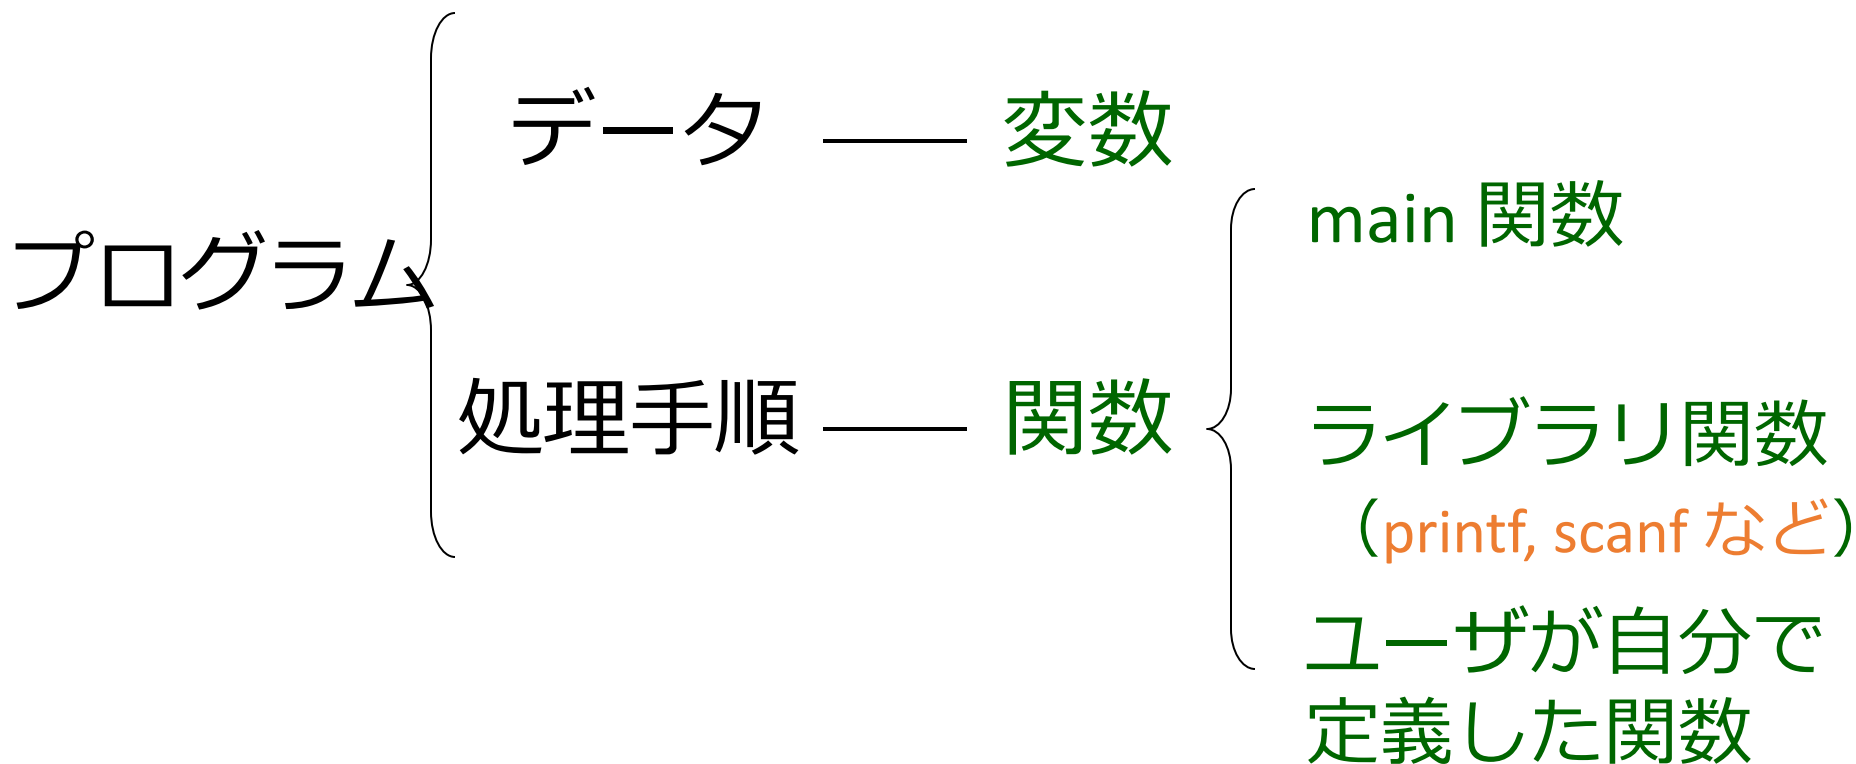 プログラム
データ
変数
処理手順
関数
main 関数
ライブラリ関数
（printf, scanf など）
ユーザが自分で
定義した関数